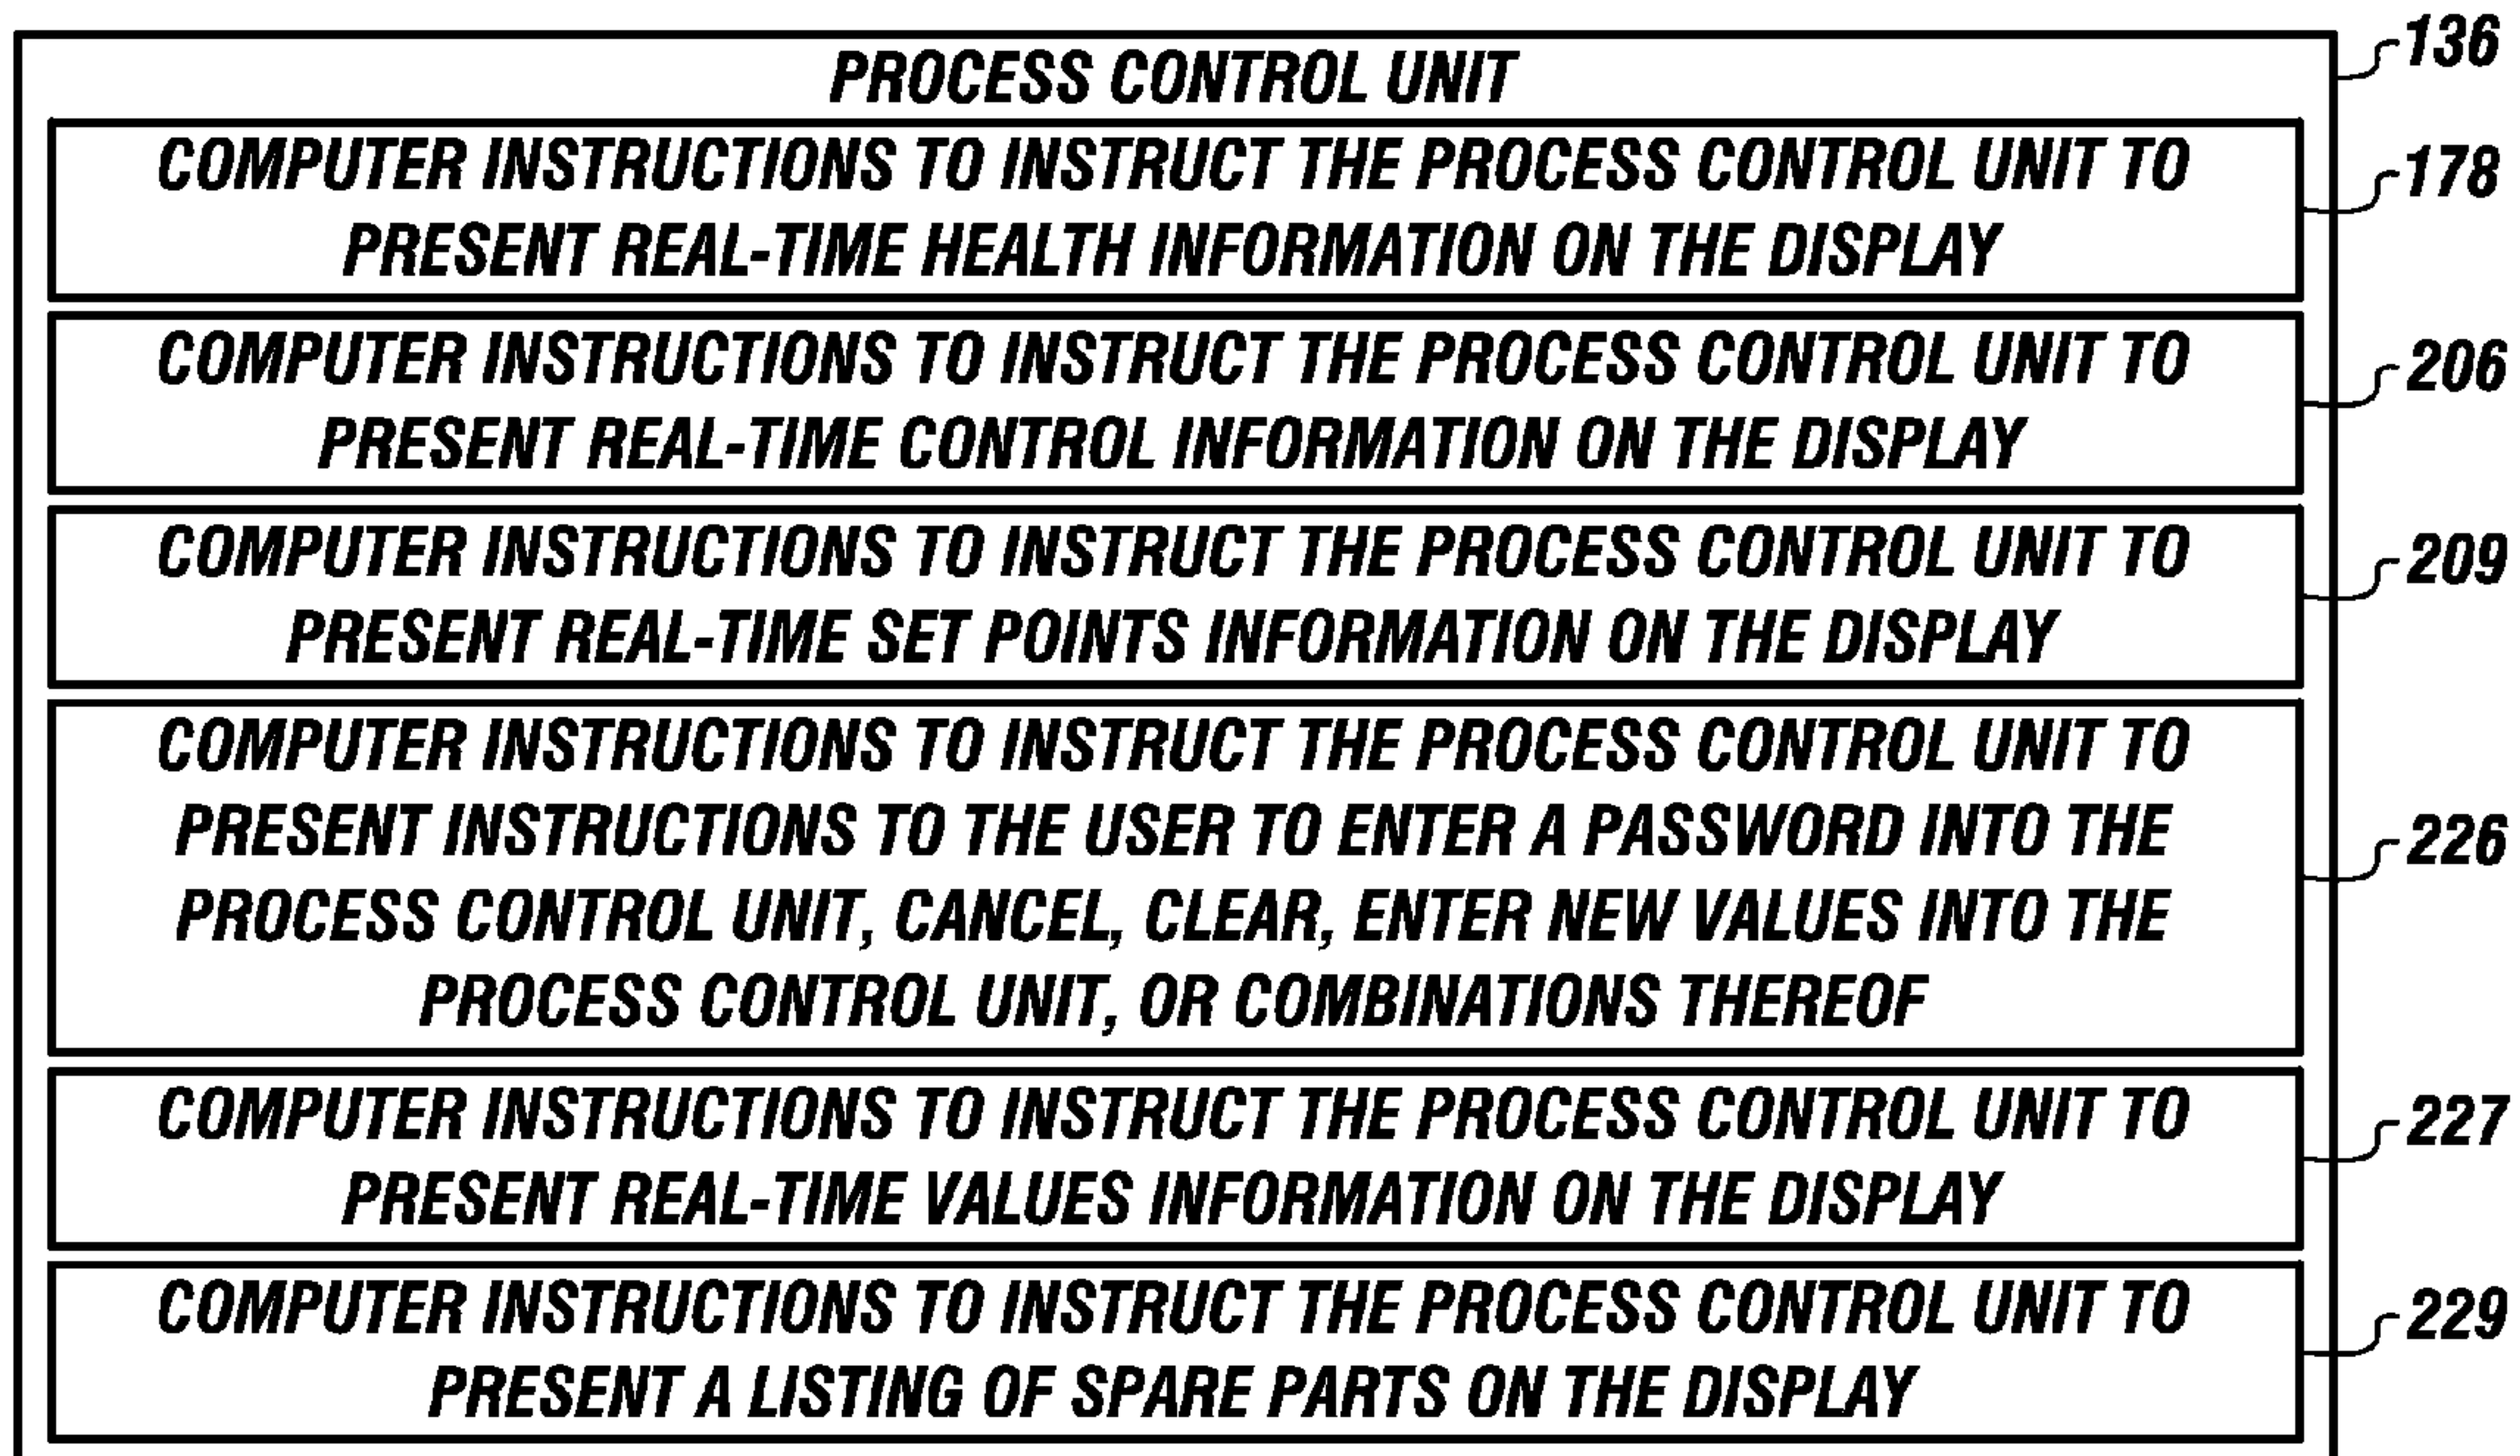 PROCESS CONTROL UNIT
136
COMPUTER INSTRUCTIONS TO INSTRUCT THE PROCESS CONTROL UNIT TO
PRESENT REAL-TIME HEALTH INFORMATION ON THE DISPLAY
178
COMPUTER INSTRUCTIONS TO INSTRUCT THE PROCESS CONTROL UNIT TO
PRESENT REAL-TIME CONTROL INFORMATION ON THE DISPLAY
206
COMPUTER INSTRUCTIONS TO INSTRUCT THE PROCESS CONTROL UNIT TO
PRESENT REAL-TIME SET POINTS INFORMATION ON THE DISPLAY
209
COMPUTER INSTRUCTIONS TO INSTRUCT THE PROCESS CONTROL UNIT TO
PRESENT INSTRUCTIONS TO THE USER TO ENTER A PASSWORD INTO THE
PROCESS CONTROL UNIT, CANCEL, CLEAR, ENTER NEW VALUES INTO THE
PROCESS CONTROL UNIT, OR COMBINATIONS THEREOF
226
COMPUTER INSTRUCTIONS TO INSTRUCT THE PROCESS CONTROL UNIT TO
PRESENT REAL-TIME VALUES INFORMATION ON THE DISPLAY
227
COMPUTER INSTRUCTIONS TO INSTRUCT THE PROCESS CONTROL UNIT TO
PRESENT A LISTING OF SPARE PARTS ON THE DISPLAY
229